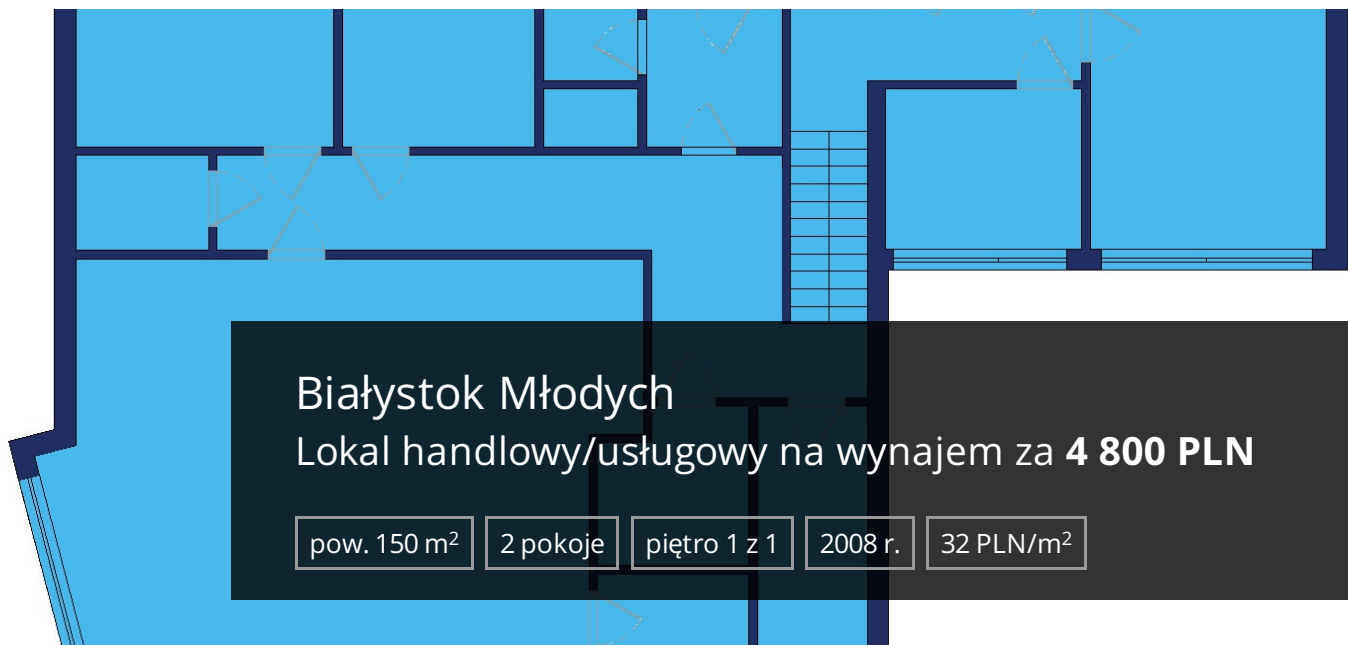 Białystok Młodych
Lokal handlowy/usługowy na wynajem za 4 800 PLN
pow. 150 m² 2 pokoje piętro 1 z 1 2008 r. 32 PLN/m²